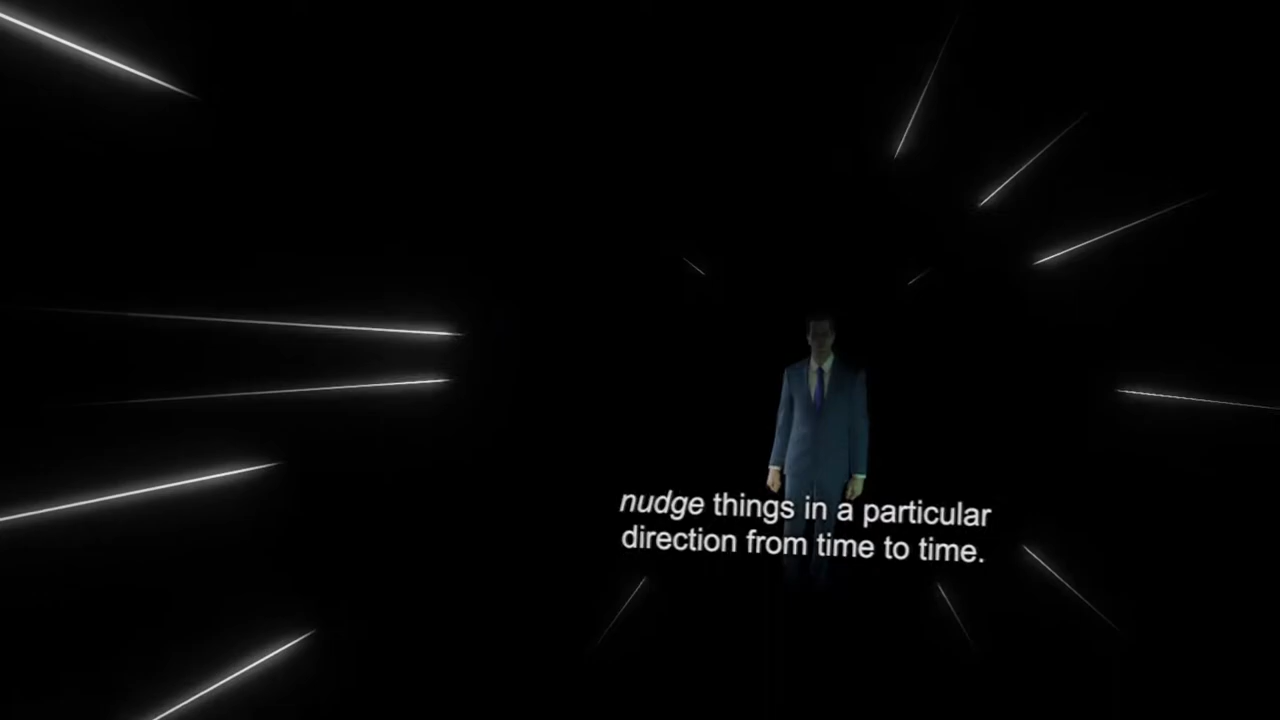 nudge things in a particular
direction from time to time.